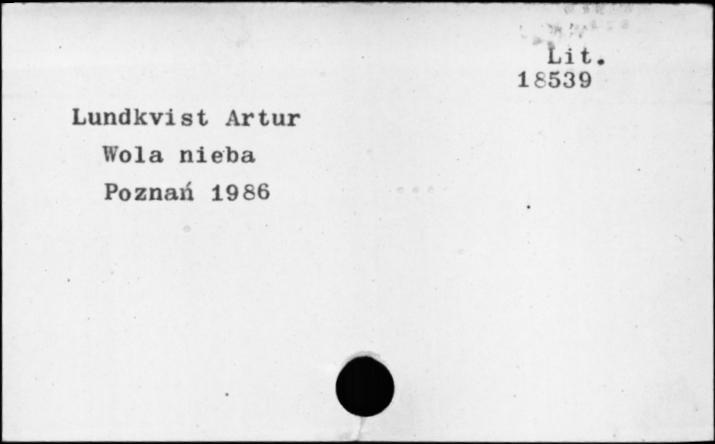 Lit.
18539
Lundkvist Artur
Wola nieba
Poznań 1986